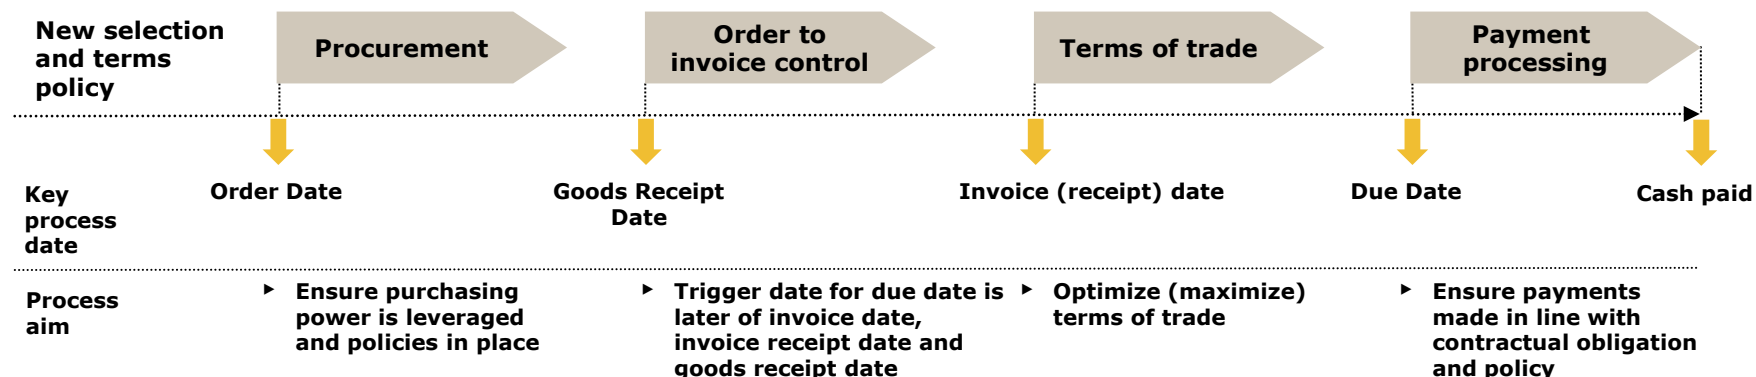 New selection
and terms
policy
Procurement
Order to
invoice control
Terms of trade
Payment
processing
Key
process
date
Order Date
Goods Receipt
Date
Invoice (receipt) date
Due Date
Cash paid
Process
aim
Ensure purchasing
power is leveraged
and policies in place
Trigger date for due date is
later of invoice date,
invoice receipt date and
goods receipt date
Optimize (maximize)
terms of trade
Ensure payments
made in line with
contractual obligation
and policy